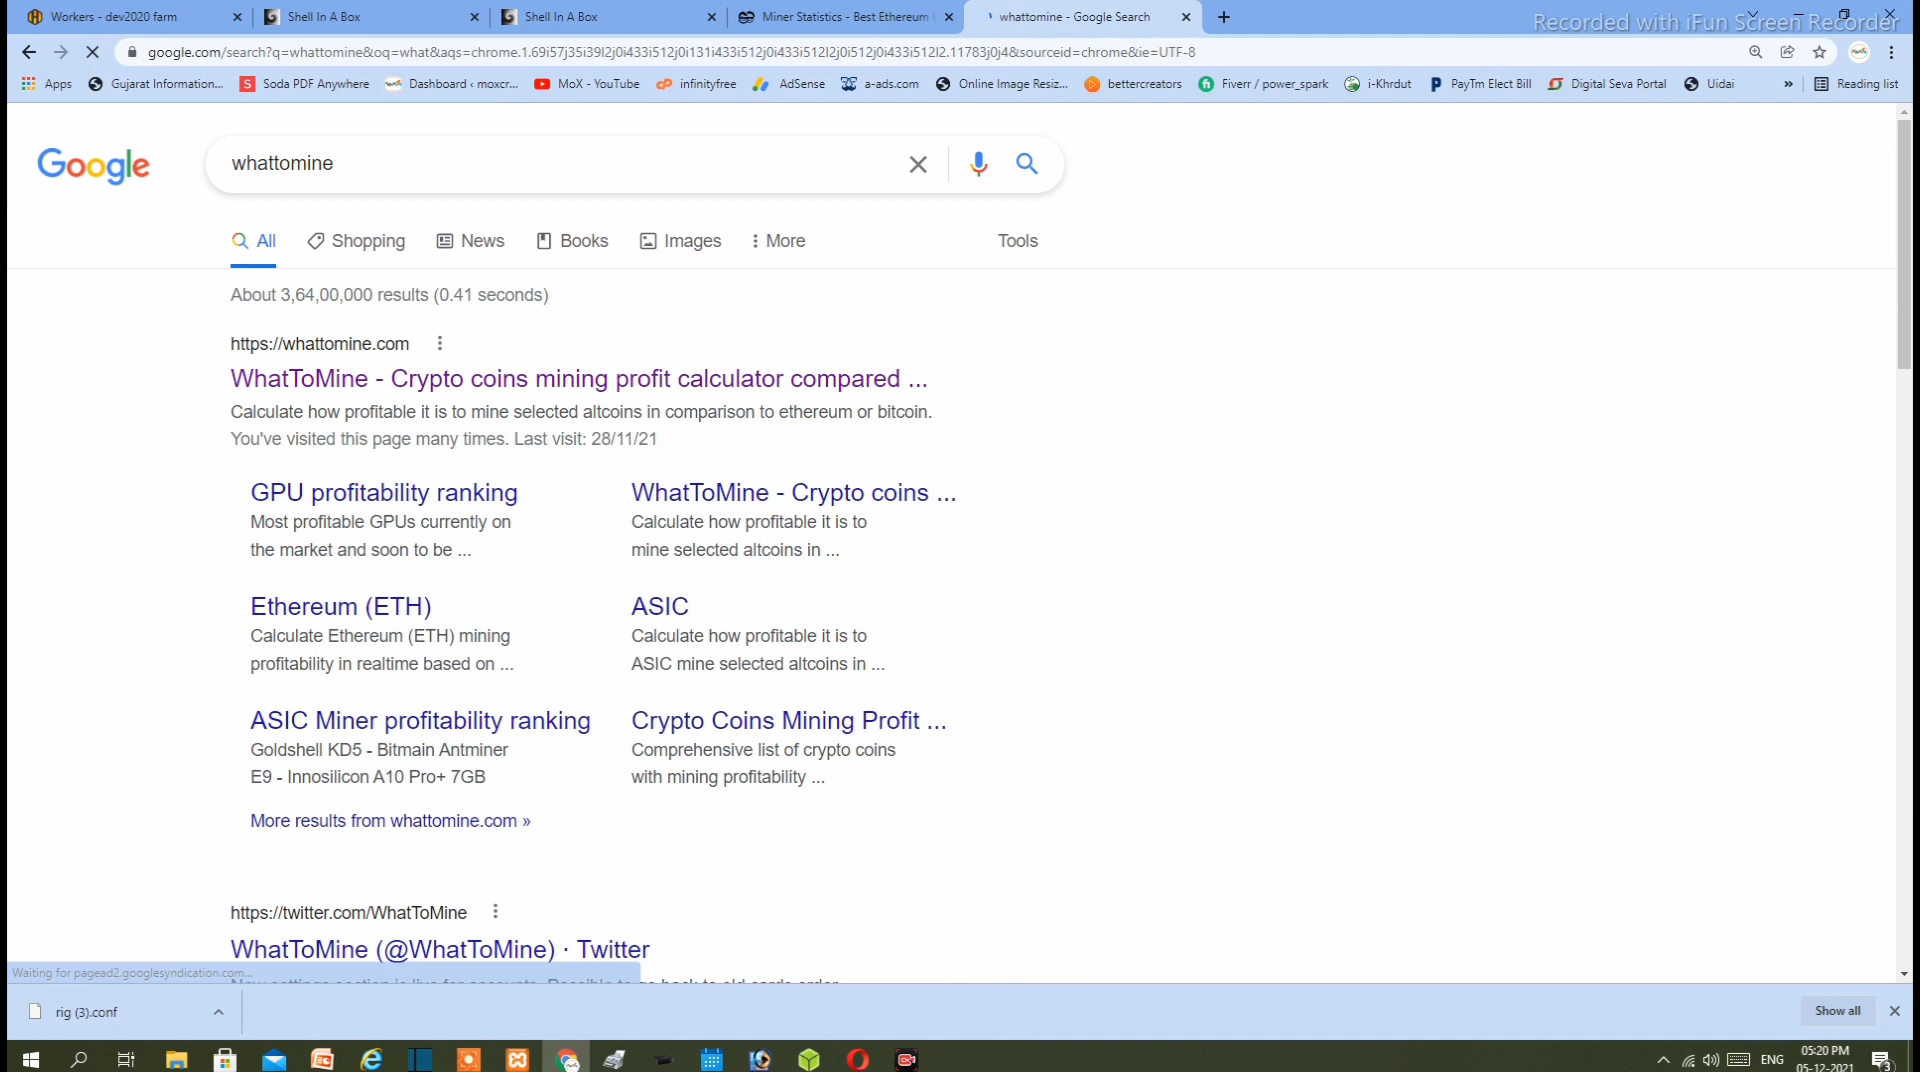 Workers - dev2020 farm
Shell In A Box
Shell In A Box
Miner Statistics - Best Ethereum
whattomine - Google Search
Recorded with iFun Screen Recorder
google.com/search?q=whattomine&oq=what&aqs=chrome.1.69i57j35i39l2j0i433i512j0i131i433i512j0i433i512l2j0i512j0i433i512l2.11783j0j4&sourceid=chrome&ie=UTF-8
Apps
Gujarat Information...
Soda PDF Anywhere
Dashboard ‹ moxcr...
MoX - YouTube
infinityfree
AdSense
a-ads.com
Online Image Resiz...
bettercreators
Fiverr / power_spark
i-Khrdut
PayTm Elect Bill
Digital Seva Portal
Uidai
»
Reading list
Google
whattomine
All
Shopping
News
Books
Images
More
Tools
About 3,64,00,000 results (0.41 seconds)
https://whattomine.com
WhatToMine - Crypto coins mining profit calculator compared ...
Calculate how profitable it is to mine selected altcoins in comparison to ethereum or bitcoin.
You've visited this page many times. Last visit: 28/11/21
GPU profitability ranking
Most profitable GPUs currently on
the market and soon to be ...
WhatToMine - Crypto coins ...
Calculate how profitable it is to
mine selected altcoins in ...
Ethereum (ETH)
Calculate Ethereum (ETH) mining
profitability in realtime based on ...
ASIC
Calculate how profitable it is to
ASIC mine selected altcoins in ...
ASIC Miner profitability ranking
Goldshell KD5 - Bitmain Antminer
E9 - Innosilicon A10 Pro+ 7GB
Crypto Coins Mining Profit ...
Comprehensive list of crypto coins
with mining profitability ...
More results from whattomine.com »
https://twitter.com/WhatToMine
WhatToMine (@WhatToMine) · Twitter
Waiting for pagead2.googlesyndication.com...
rig (3).conf
Show all
ENG
05:20 PM
05-12-2021
3